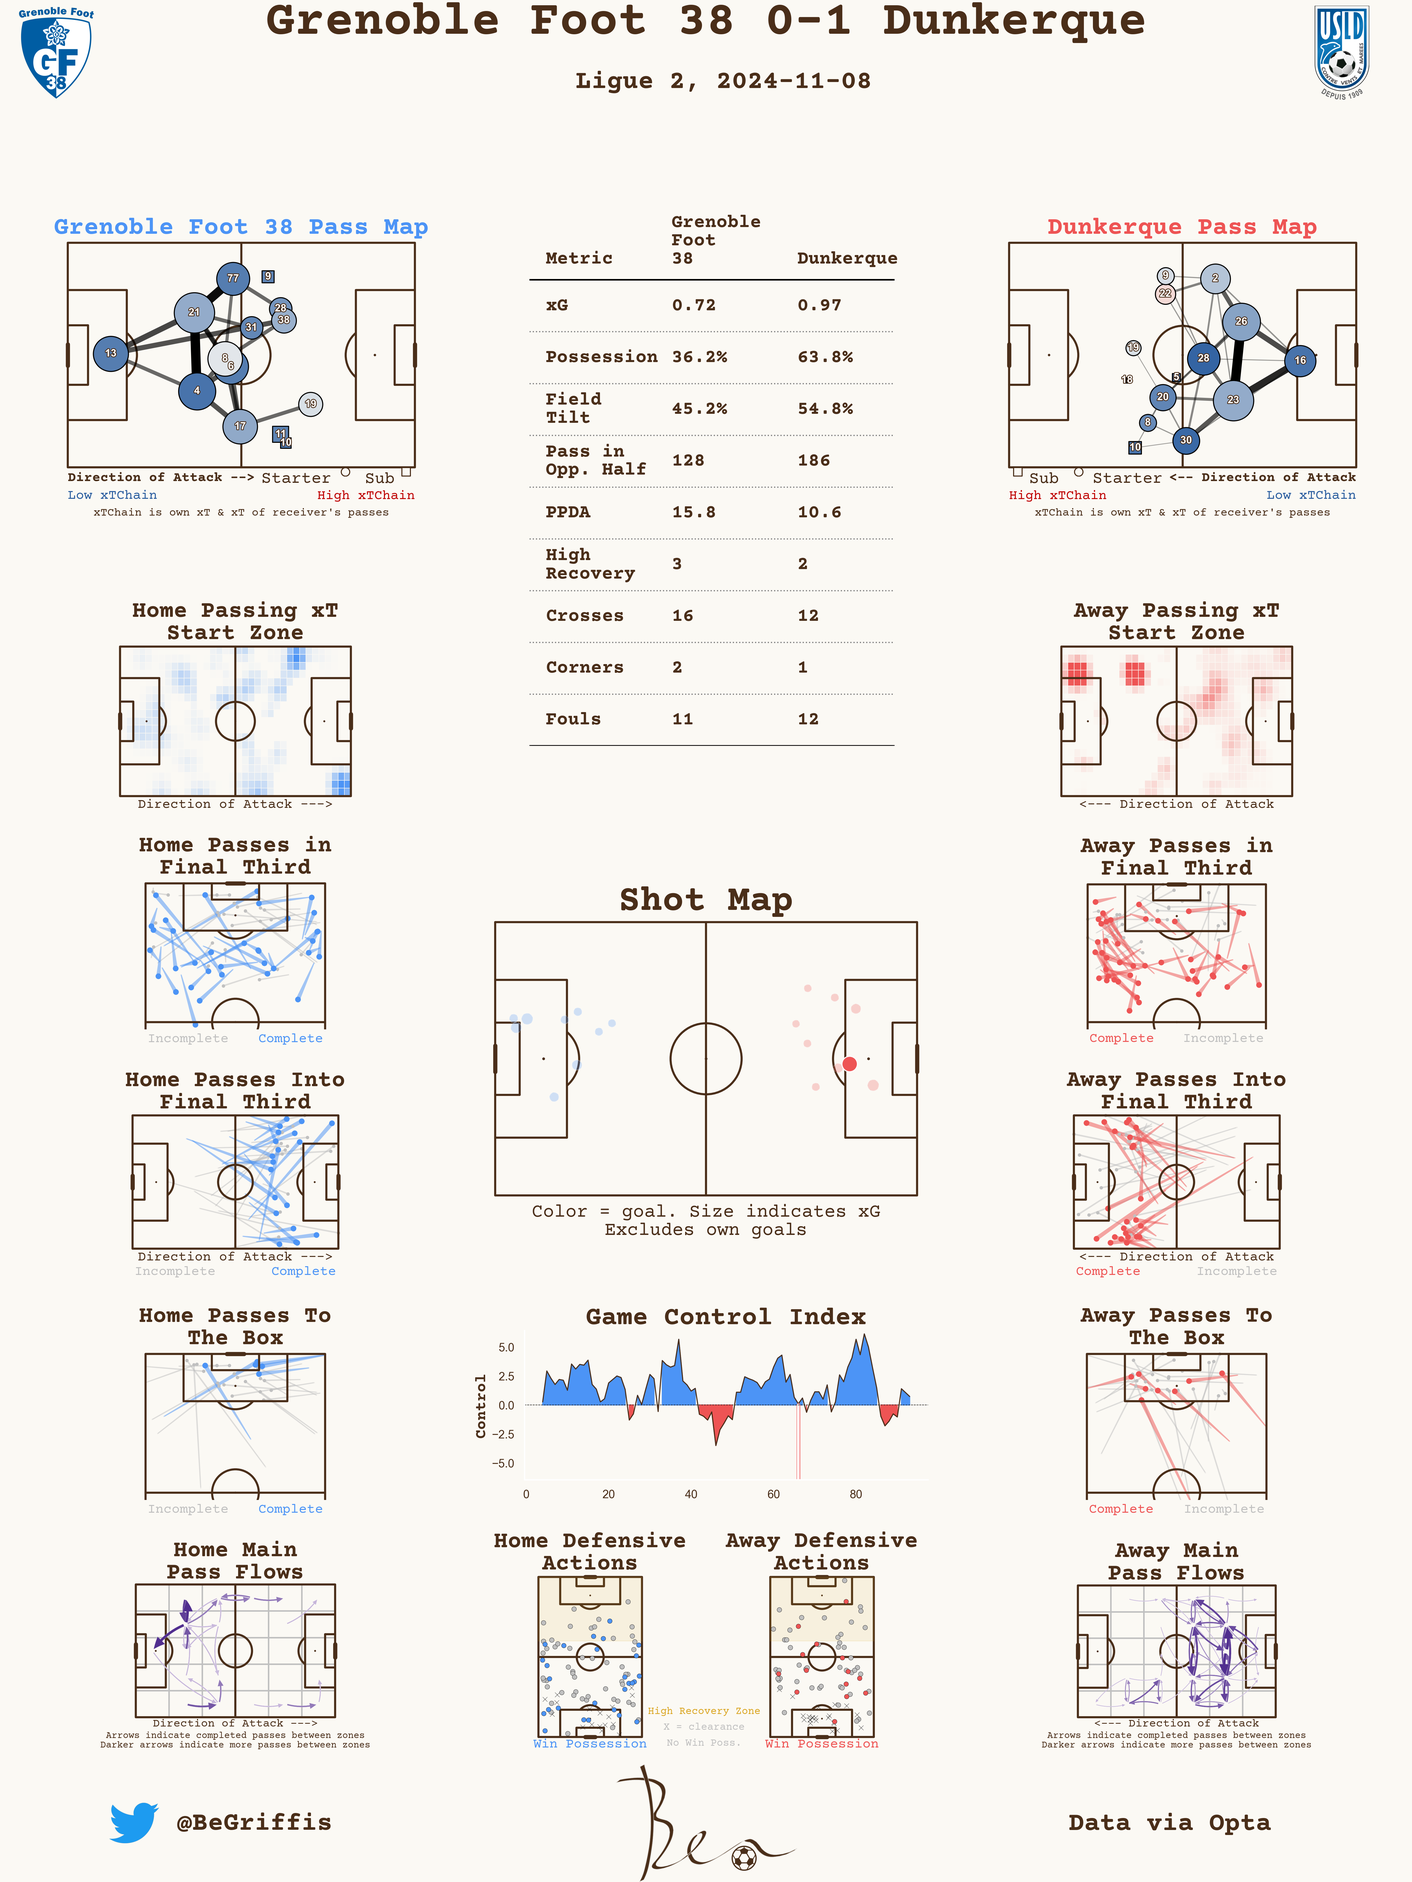 Grenoble Foot 38 0-1 Dunkerque
Ligue 2, 2024-11-08
Grenoble Foot
GF
38
USLD
CONTRE VENTS ET MAREES
DEPUIS 1909
Grenoble Foot 38 Pass Map
77
9
21
28
38
31
13
8
6
4
19
17
11
10
Direction of Attack --> Starter Sub
Low xTChain High xTChain
xTChain is own xT & xT of receiver's passes
Metric Grenoble Foot 38 Dunkerque
xG 0.72 0.97
Possession 36.2% 63.8%
Field Tilt 45.2% 54.8%
Pass in Opp. Half 128 186
PPDA 15.8 10.6
High Recovery 3 2
Crosses 16 12
Corners 2 1
Fouls 11 12
Dunkerque Pass Map
9
2
22
26
19
28
16
18
5
20
23
8
30
10
Sub Starter <-- Direction of Attack
High xTChain Low xTChain
xTChain is own xT & xT of receiver's passes
Home Passing xT
Start Zone
Direction of Attack --->
Away Passing xT
Start Zone
<--- Direction of Attack
Home Passes in
Final Third
Incomplete Complete
Away Passes in
Final Third
Complete Incomplete
Shot Map
Color = goal. Size indicates xG
Excludes own goals
Home Passes Into
Final Third
Direction of Attack --->
Incomplete Complete
Away Passes Into
Final Third
<--- Direction of Attack
Complete Incomplete
Home Passes To
The Box
Incomplete Complete
Game Control Index
Control
5.0
2.5
0.0
−2.5
−5.0
0 20 40 60 80
Away Passes To
The Box
Complete Incomplete
Home Main
Pass Flows
Direction of Attack --->
Arrows indicate completed passes between zones
Darker arrows indicate more passes between zones
Home Defensive
Actions
Win Possession
High Recovery Zone
X = clearance
No Win Poss.
Away Defensive
Actions
Win Possession
Away Main
Pass Flows
<--- Direction of Attack
Arrows indicate completed passes between zones
Darker arrows indicate more passes between zones
@BeGriffis
Ben
Data via Opta